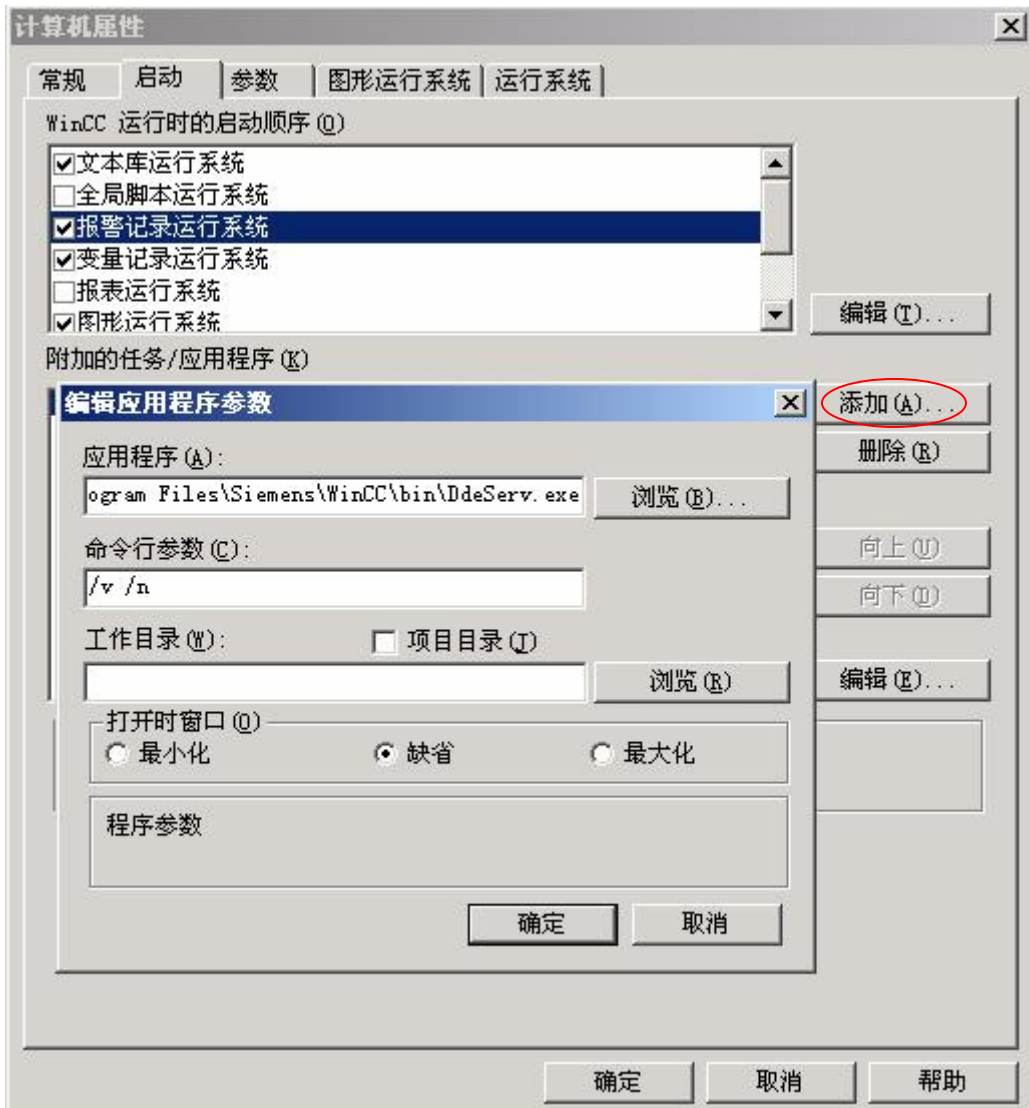 计算机属性
常规 启动 参数 图形运行系统 运行系统
WinCC 运行时的启动顺序(O)
文本库运行系统
全局脚本运行系统
报警记录运行系统
变量记录运行系统
报表运行系统
图形运行系统
编辑(T)...
附加的任务/应用程序(K)
编辑应用程序参数
添加(A)...
应用程序(A):
删除(R)
ogram Files\Siemens\WinCC\bin\DdeServ.exe
浏览(B)...
命令行参数(C):
向上(U)
/v /n
向下(D)
工作目录(W):
项目目录(J)
浏览(R)
编辑(E)...
打开时窗口(O)
最小化 缺省 最大化
程序参数
确定 取消
确定 取消 帮助